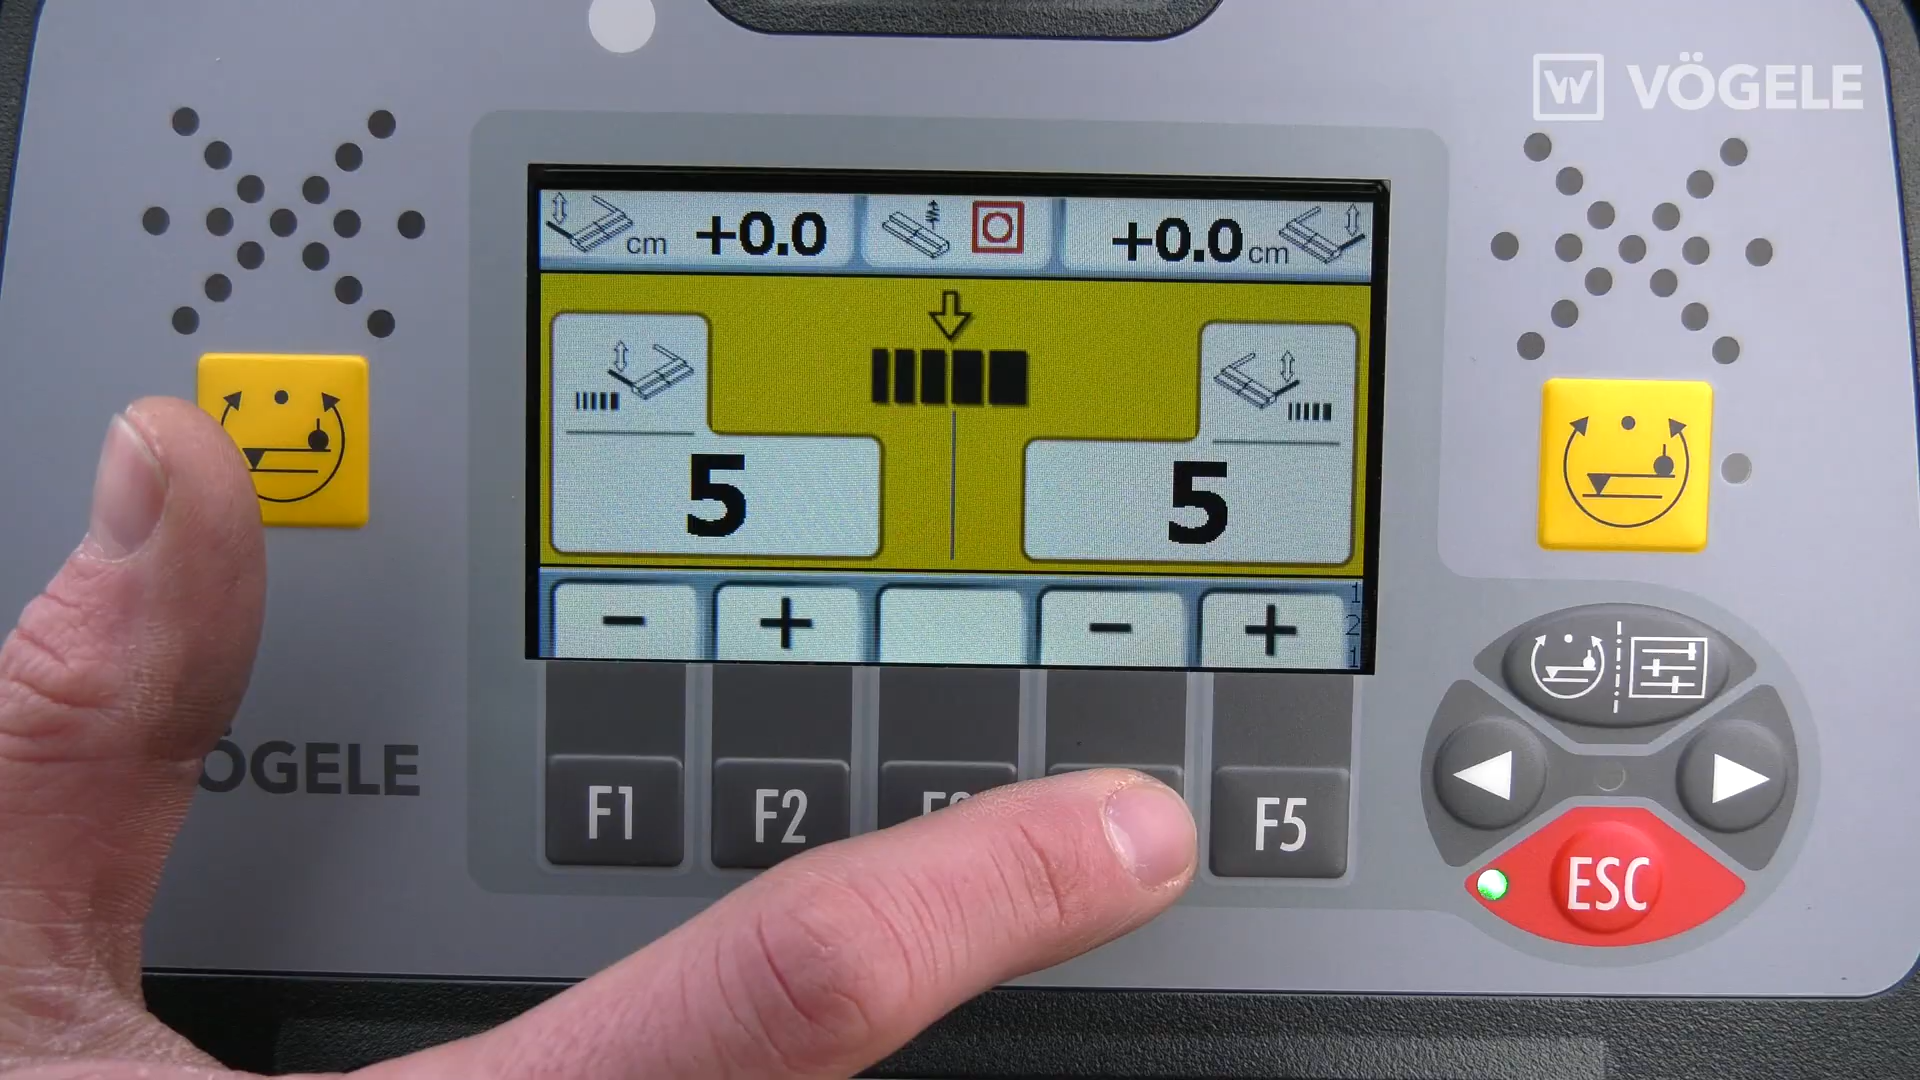 VÖGELE
cm +0.0
+0.0 cm
5
5
- +
- +
1
2
1
ÖGELE
F1 F2 F5
ESC